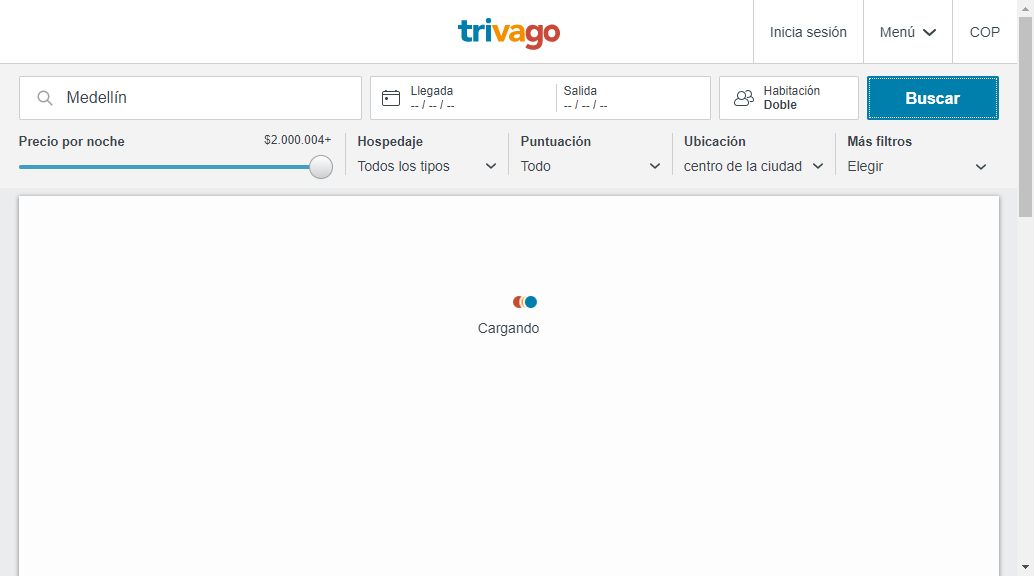 trivago
Inicia sesión
Menú
COP
Medellín
Llegada
-- / -- / --
Salida
-- / -- / --
Habitación
Doble
Buscar
Precio por noche
$2.000.004+
Hospedaje
Todos los tipos
Puntuación
Todo
Ubicación
centro de la ciudad
Más filtros
Elegir
Cargando